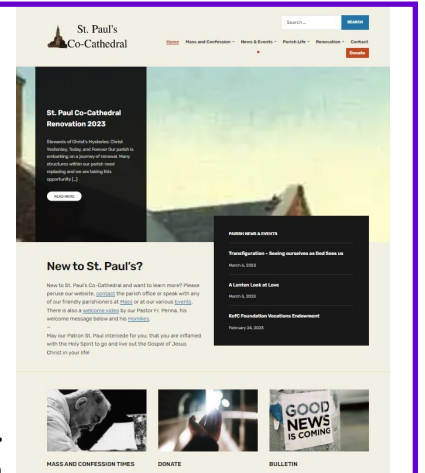 St. Paul's
Co-Cathedral
Search...
SEARCH
Home
Mass and Confession
News & Events
Parish Life
Renovation
Contact
Donate
St. Paul Co-Cathedral
Renovation 2023
Stewards of Christ's Mysteries: Christ
Yesterday, Today, and Forever Our parish is
embarking on a journey of renewal. Many
structures within our parish need
replacing and we are taking this
opportunity [...]
READ MORE
PARISH NEWS & EVENTS
Transfiguration – Seeing ourselves as God Sees us
March 6, 2023
A Lenten Look at Love
March 5, 2023
KofC Foundation Vocations Endowment
February 24, 2023
New to St. Paul's?
New to St. Paul's Co-Cathedral and want to learn more? Please
peruse our website, contact the parish office or speak with any
of our friendly parishioners at Mass or at our various Events.
There is also a welcome video by our Pastor Fr. Penna, his
welcome message below and his Homilies.
–
May our Patron St. Paul intercede for you, that you are inflamed
with the Holy Spirit to go and live out the Gospel of Jesus
Christ in your life!
GOOD
NEWS
IS COMING
MASS AND CONFESSION TIMES
DONATE
BULLETIN